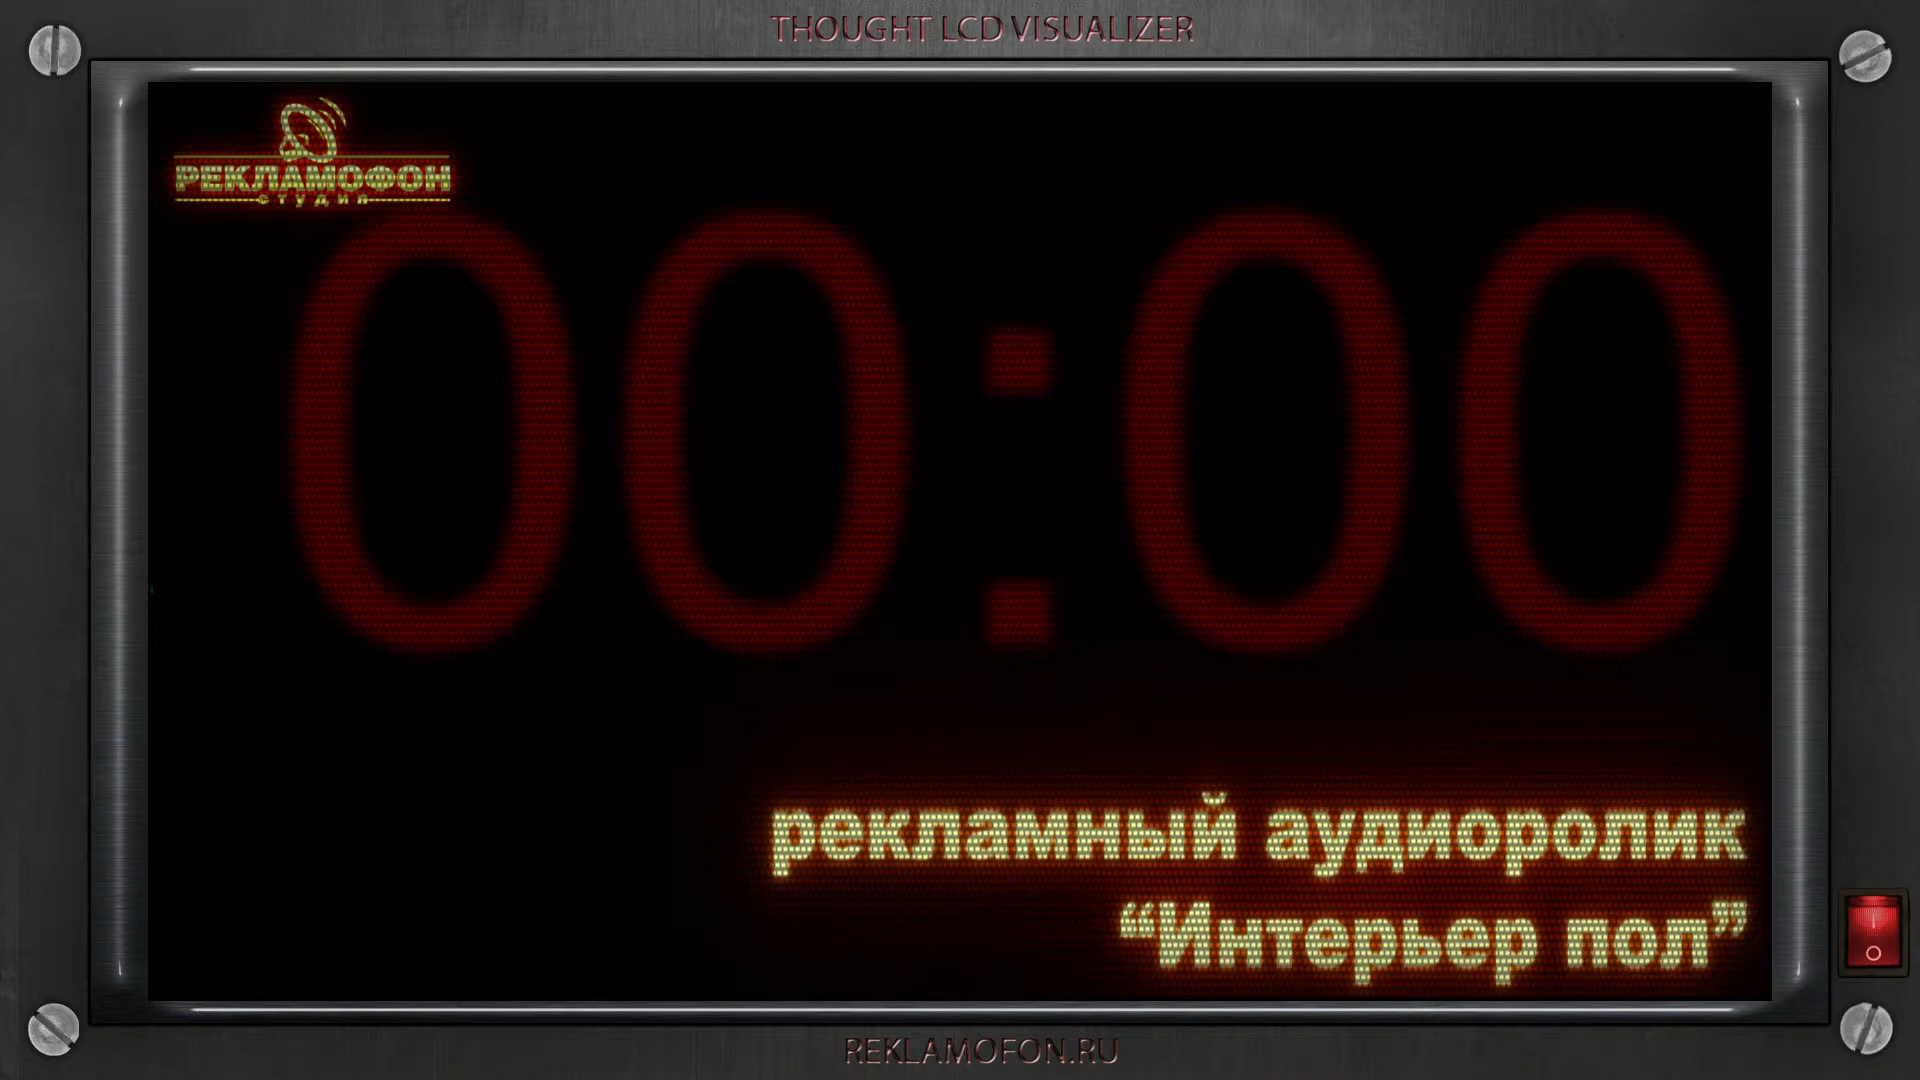 THOUGHT LCD VISUALIZER
РЕКЛАМОФОН
студия
00:00
рекламный аудиоролик
“Интерьер пол”
REKLAMOFON.RU